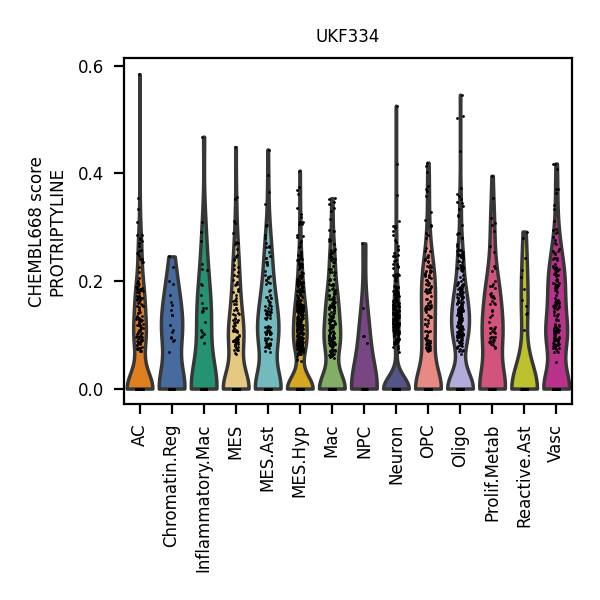 UKF334
CHEMBL668 score
PROTRIPTYLINE
0.6
0.4
0.2
0.0
AC
Chromatin.Reg
Inflammatory.Mac
MES
MES.Ast
MES.Hyp
Mac
NPC
Neuron
OPC
Oligo
Prolif.Metab
Reactive.Ast
Vasc